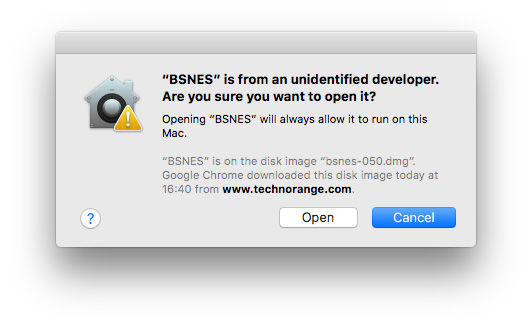 “BSNES” is from an unidentified developer.
Are you sure you want to open it?
Opening “BSNES” will always allow it to run on this
Mac.
“BSNES” is on the disk image “bsnes-050.dmg”.
Google Chrome downloaded this disk image today at
16:40 from www.technorange.com.
?
Open
Cancel